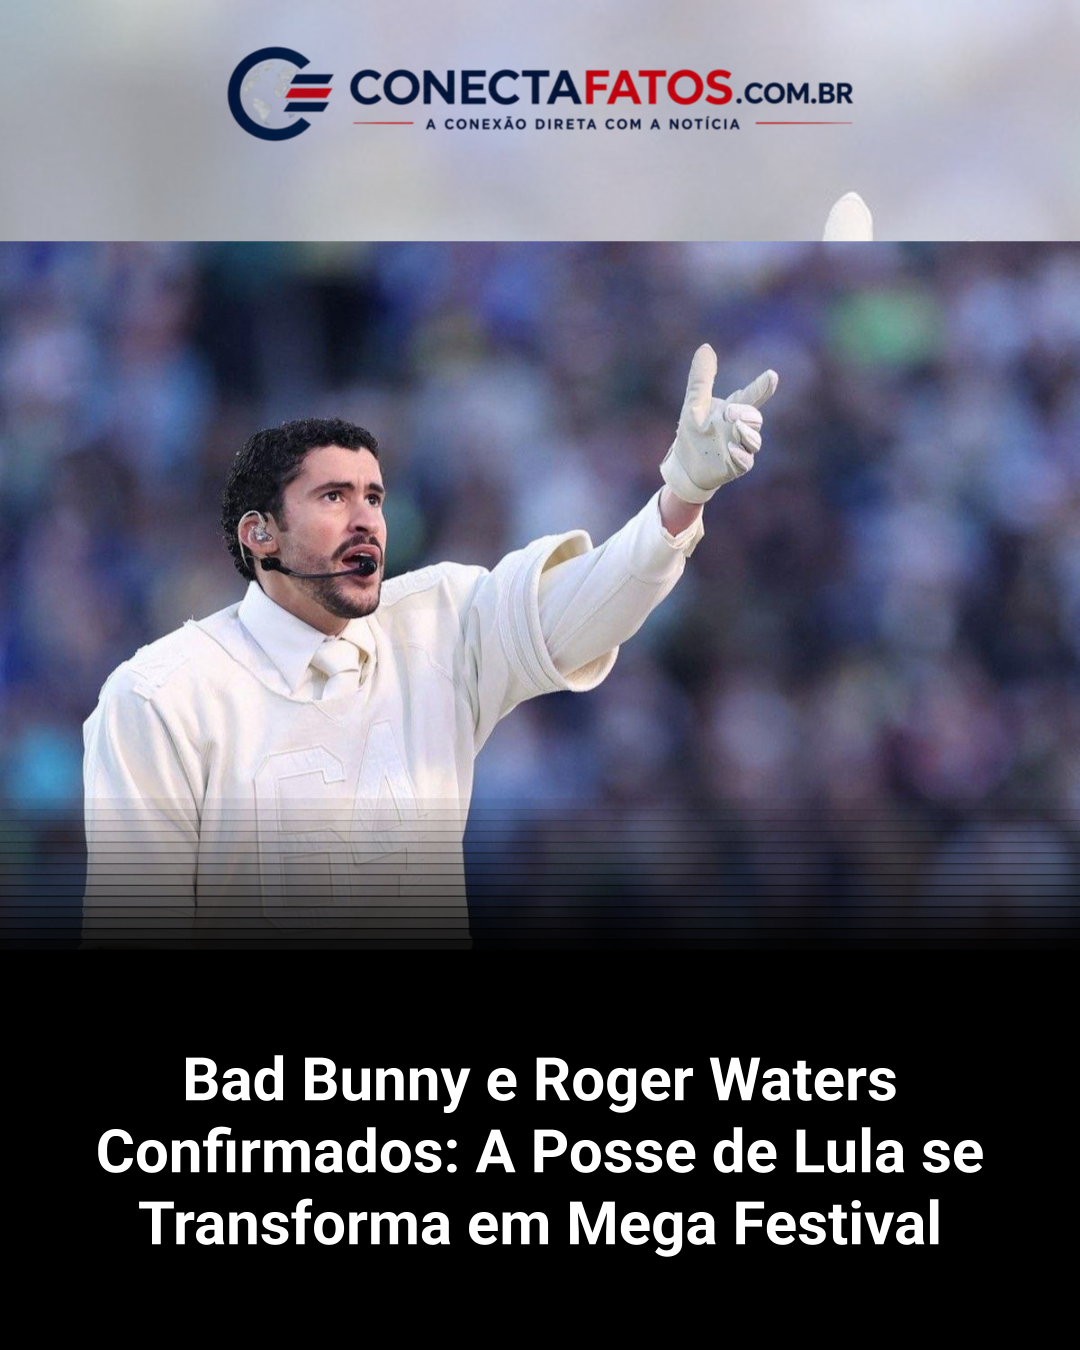 CONECTAFATOS.COM.BR
A CONEXÃO DIRETA COM A NOTÍCIA
64
Bad Bunny e Roger Waters
Confirmados: A Posse de Lula se
Transforma em Mega Festival